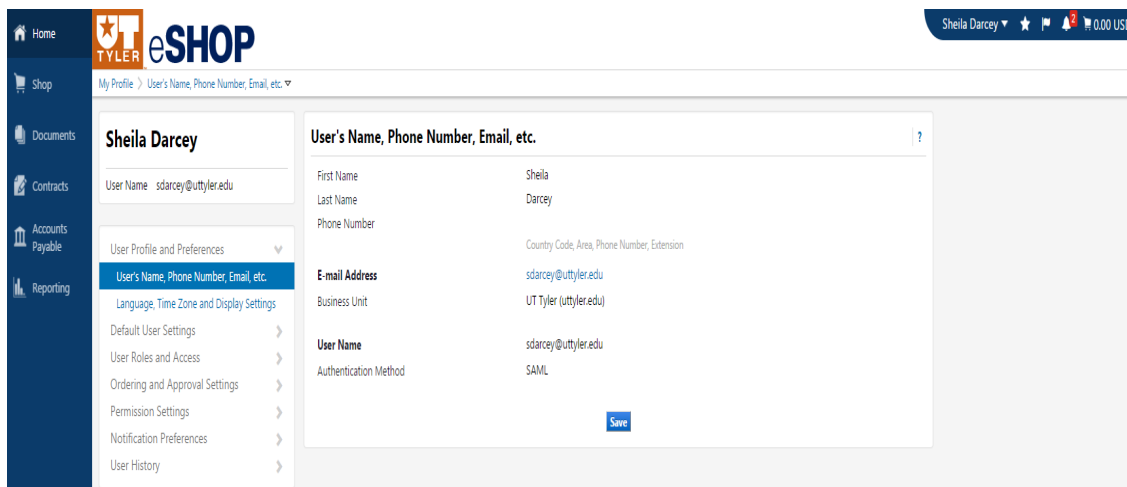 Home
Shop
Documents
Contracts
Accounts
Payable
Reporting
UT
TYLER
eSHOP
Sheila Darcey
2
0.00 USD
My Profile > User's Name, Phone Number, Email, etc.
Sheila Darcey
User Name sdarcey@uttyler.edu
User Profile and Preferences
User's Name, Phone Number, Email, etc.
Language, Time Zone and Display Settings
Default User Settings
User Roles and Access
Ordering and Approval Settings
Permission Settings
Notification Preferences
User History
User's Name, Phone Number, Email, etc.
?
First Name Sheila
Last Name Darcey
Phone Number
Country Code, Area, Phone Number, Extension
E-mail Address sdarcey@uttyler.edu
Business Unit UT Tyler (uttyler.edu)
User Name sdarcey@uttyler.edu
Authentication Method SAML
Save